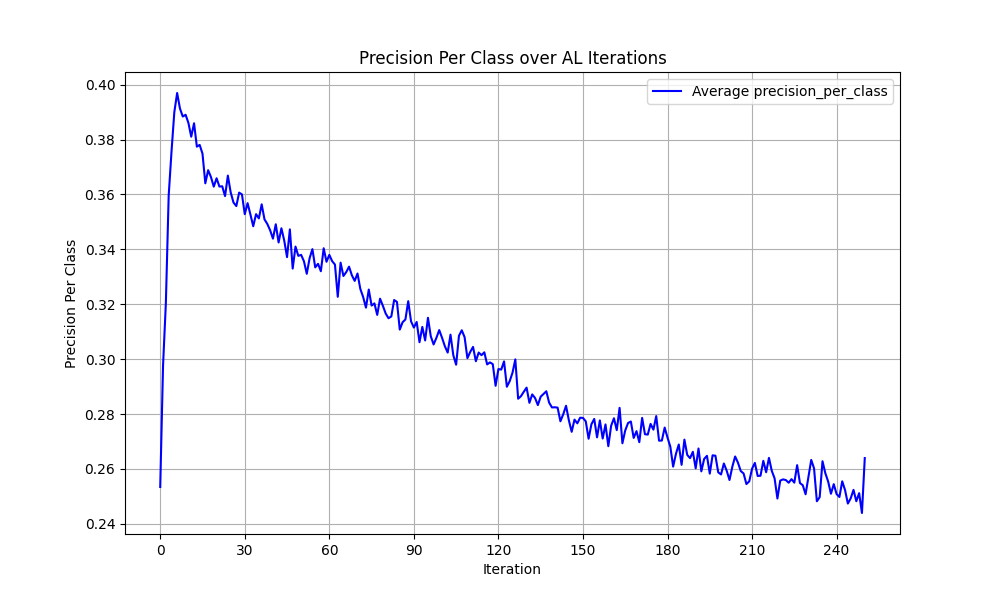 Precision Per Class over AL Iterations
Average precision_per_class
Precision Per Class
0.40
0.38
0.36
0.34
0.32
0.30
0.28
0.26
0.24
0 30 60 90 120 150 180 210 240
Iteration